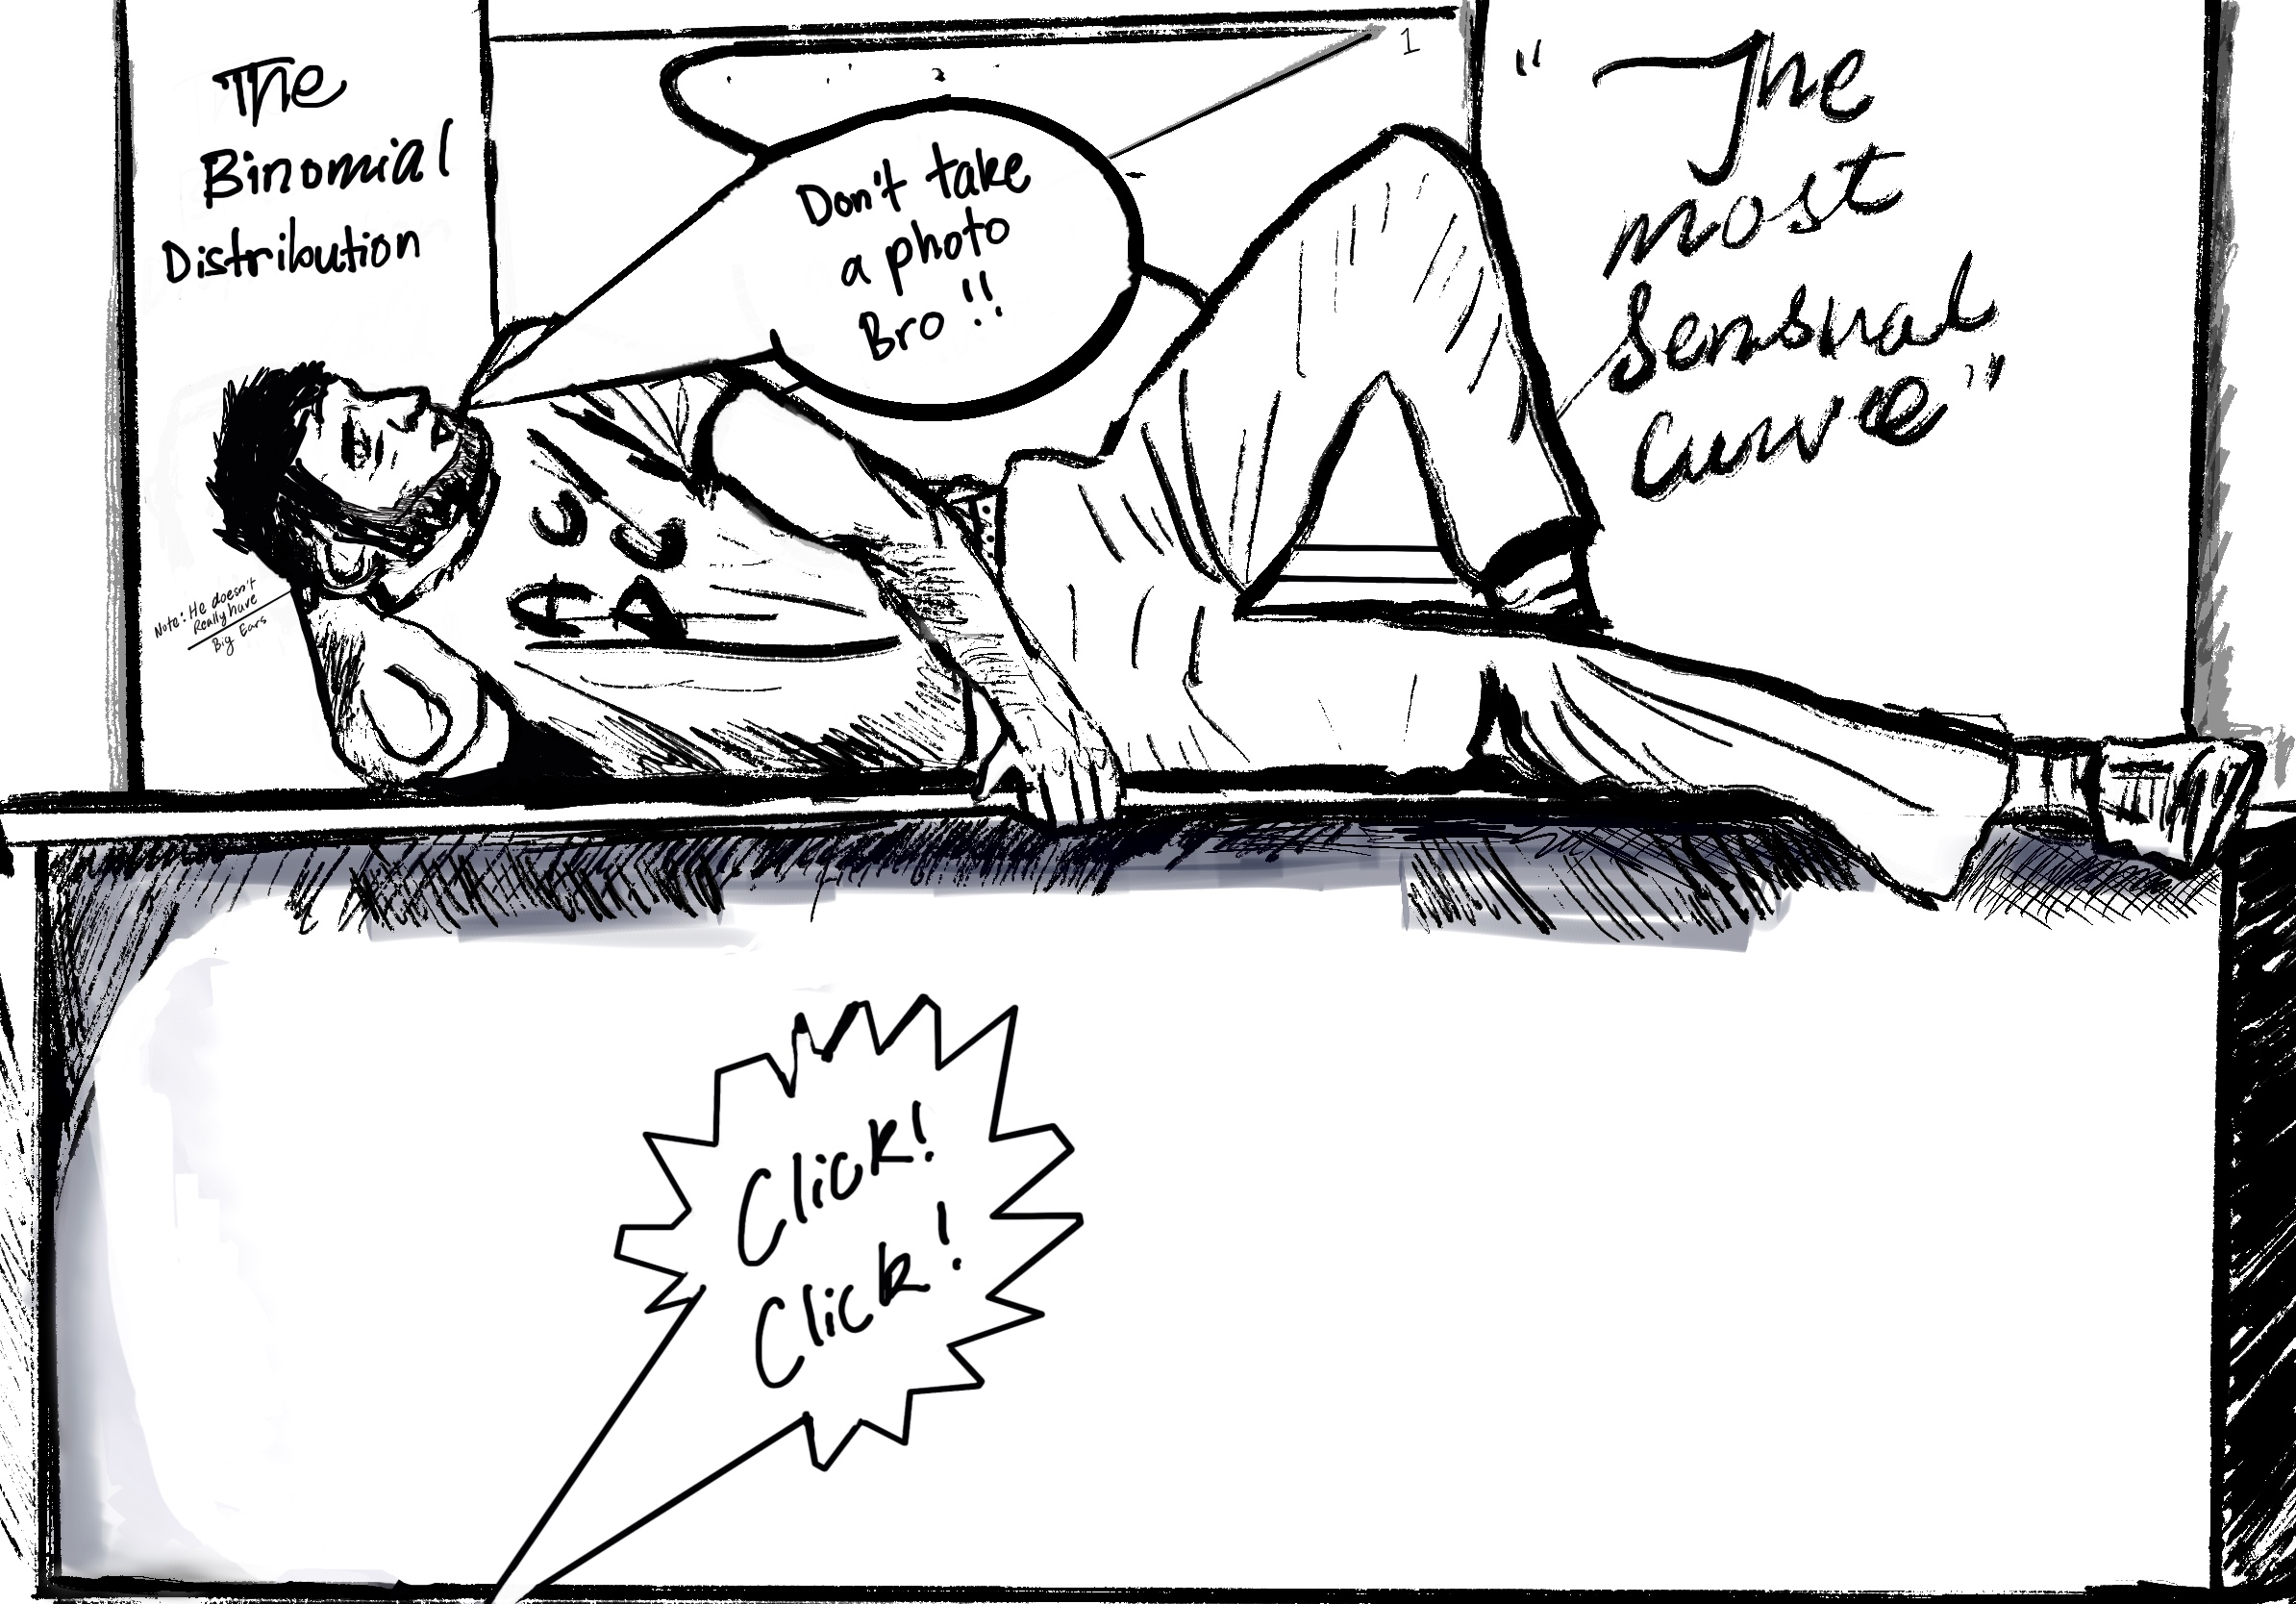 The
Binomial
Distribution
Don't take
a photo
Bro!!
1
"The
most
Sensual
Curve"
Note: He doesn't
Really have
Big Ears
Click!
Click!